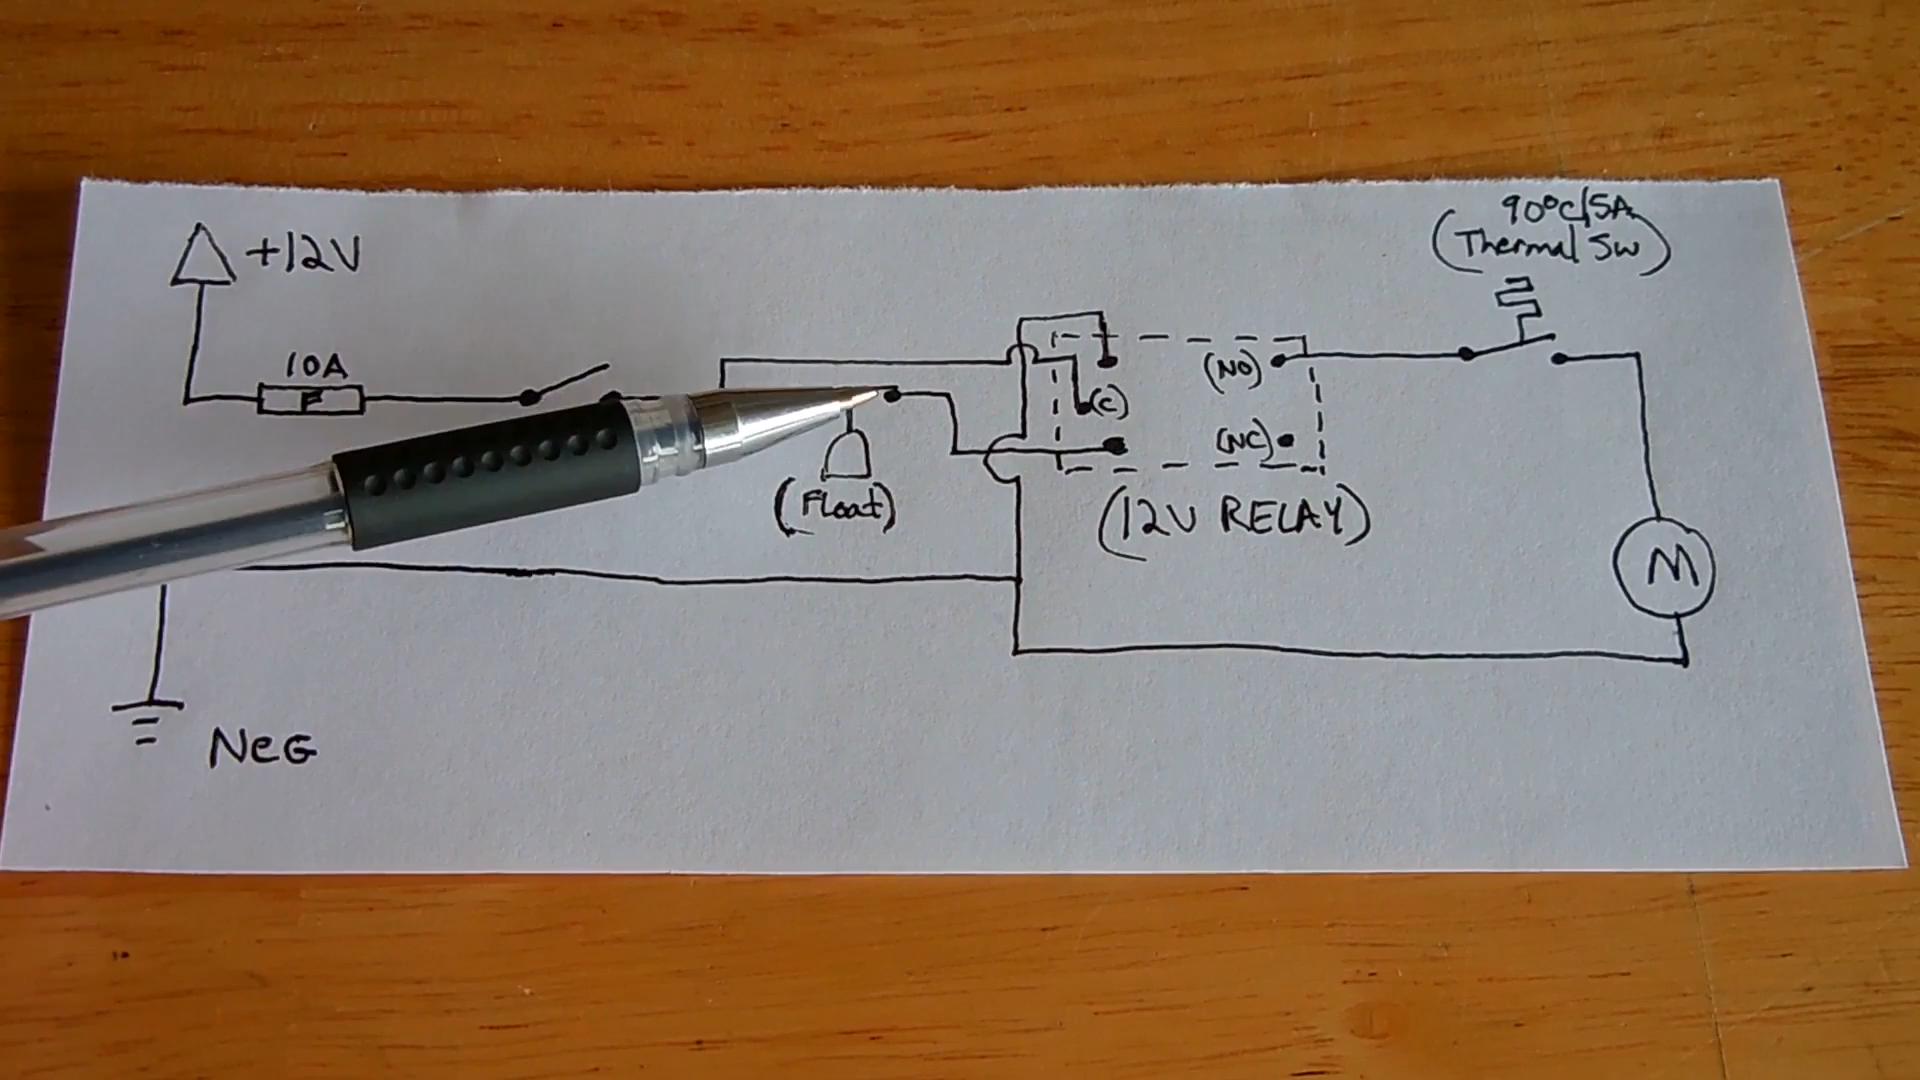 +12V
10A
F
(Float)
(C)
(NO)
(NC)
(12V RELAY)
90°C/5A
(Thermal SW)
M
NeG